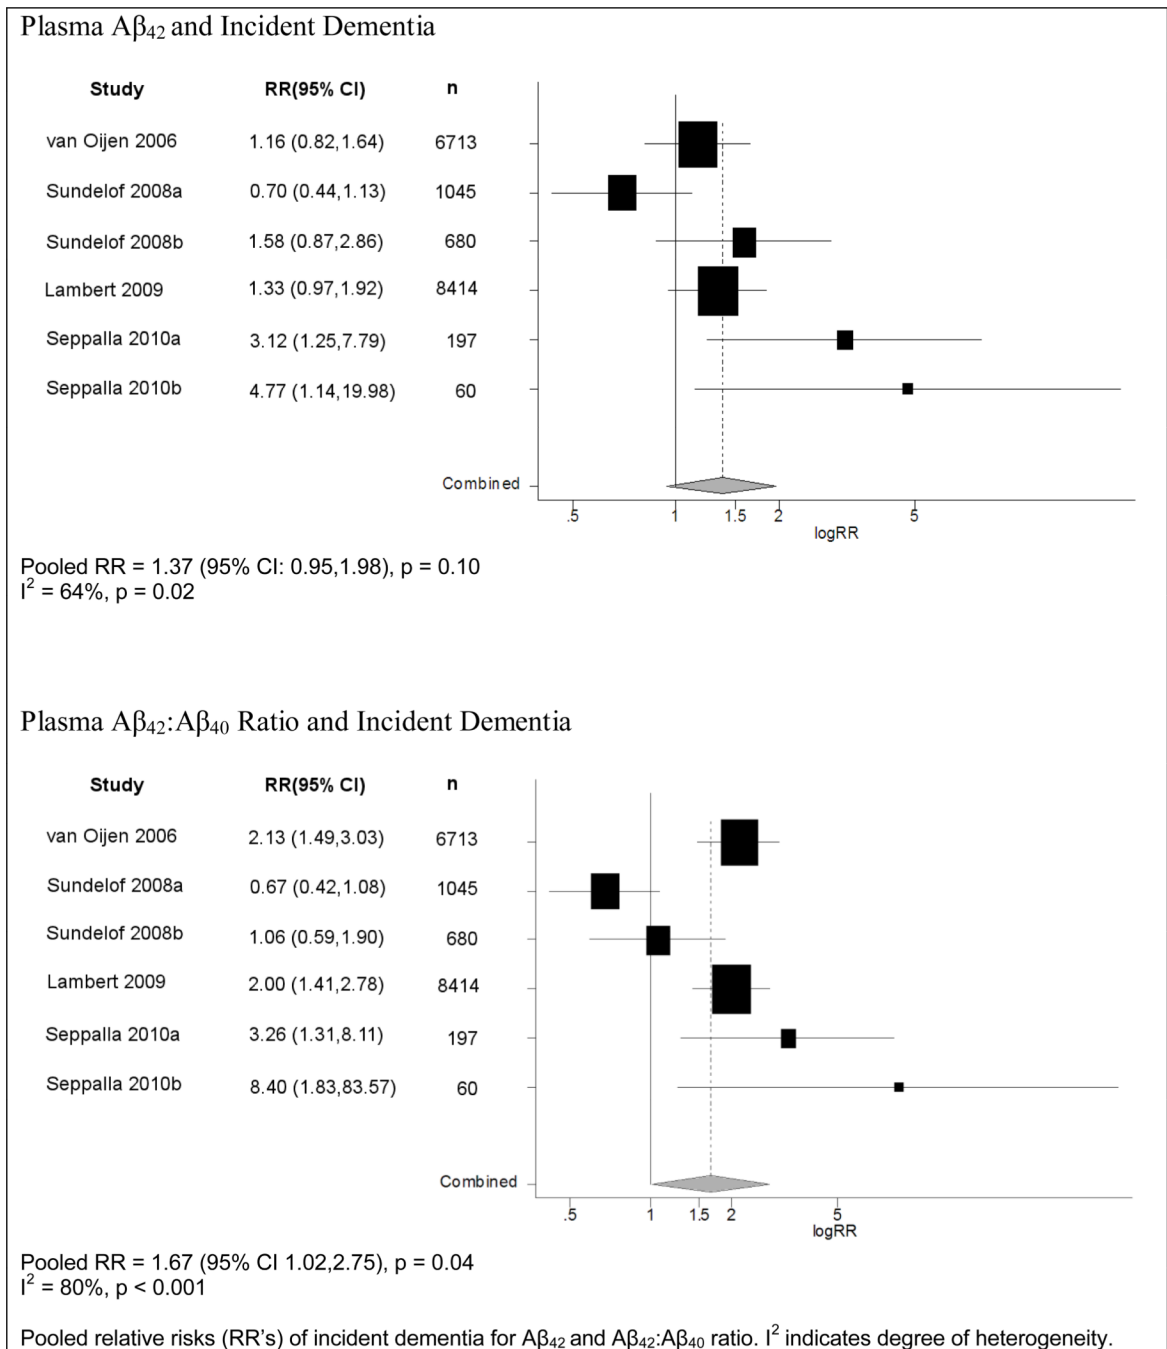 Plasma Aβ₄₂ and Incident Dementia
Study RR(95% CI) n
van Oijen 2006 1.16 (0.82,1.64) 6713
Sundelof 2008a 0.70 (0.44,1.13) 1045
Sundelof 2008b 1.58 (0.87,2.86) 680
Lambert 2009 1.33 (0.97,1.92) 8414
Seppalla 2010a 3.12 (1.25,7.79) 197
Seppalla 2010b 4.77 (1.14,19.98) 60
Combined
.5 1 1.5 2 5
logRR
Pooled RR = 1.37 (95% CI: 0.95,1.98), p = 0.10
I² = 64%, p = 0.02
Plasma Aβ₄₂:Aβ₄₀ Ratio and Incident Dementia
Study RR(95% CI) n
van Oijen 2006 2.13 (1.49,3.03) 6713
Sundelof 2008a 0.67 (0.42,1.08) 1045
Sundelof 2008b 1.06 (0.59,1.90) 680
Lambert 2009 2.00 (1.41,2.78) 8414
Seppalla 2010a 3.26 (1.31,8.11) 197
Seppalla 2010b 8.40 (1.83,83.57) 60
Combined
.5 1 1.5 2 5
logRR
Pooled RR = 1.67 (95% CI 1.02,2.75), p = 0.04
I² = 80%, p < 0.001
Pooled relative risks (RR's) of incident dementia for Aβ₄₂ and Aβ₄₂:Aβ₄₀ ratio. I² indicates degree of heterogeneity.